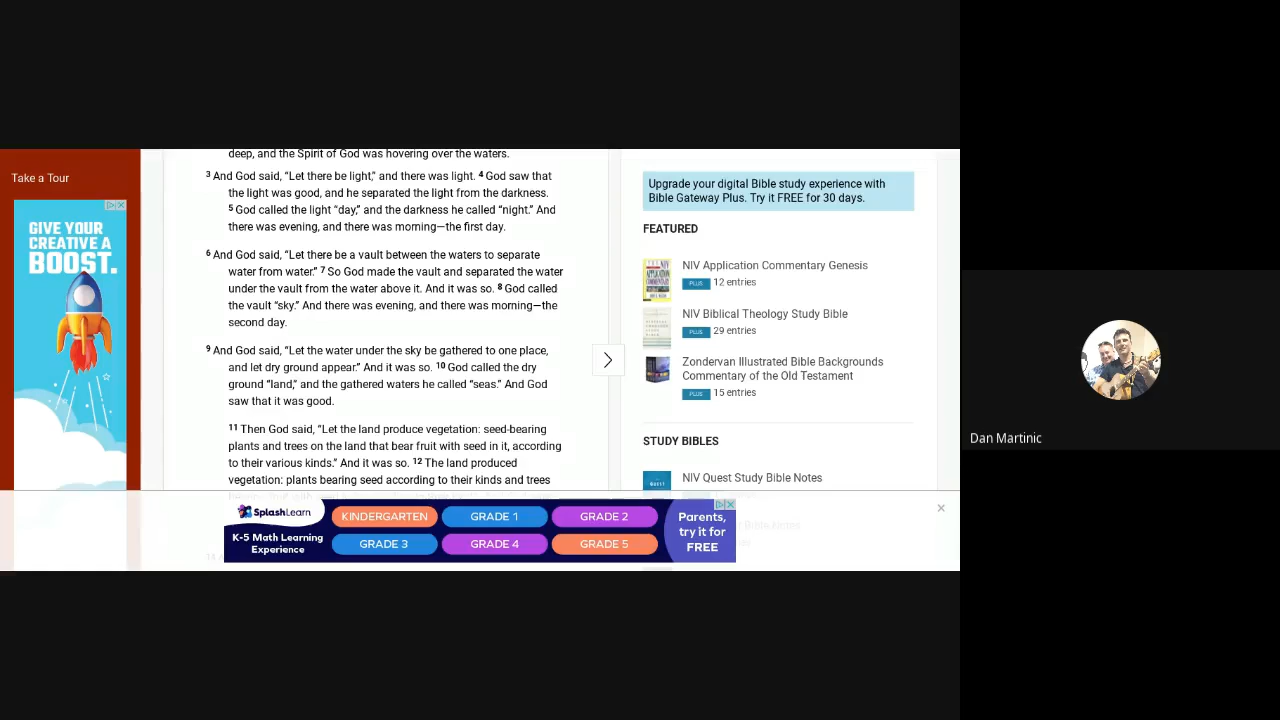 Take a Tour
GIVE YOUR
CREATIVE A
BOOST.
deep, and the Spirit of God was hovering over the waters.
3 And God said, “Let there be light,” and there was light. 4 God saw that
the light was good, and he separated the light from the darkness.
5 God called the light “day,” and the darkness he called “night.” And
there was evening, and there was morning—the first day.
6 And God said, “Let there be a vault between the waters to separate
water from water.” 7 So God made the vault and separated the water
under the vault from the water above it. And it was so. 8 God called
the vault “sky.” And there was evening, and there was morning—the
second day.
9 And God said, “Let the water under the sky be gathered to one place,
and let dry ground appear.” And it was so. 10 God called the dry
ground “land,” and the gathered waters he called “seas.” And God
saw that it was good.
11 Then God said, “Let the land produce vegetation: seed-bearing
plants and trees on the land that bear fruit with seed in it, according
to their various kinds.” And it was so. 12 The land produced
vegetation: plants bearing seed according to their kinds and trees
Upgrade your digital Bible study experience with
Bible Gateway Plus. Try it FREE for 30 days.
FEATURED
NIV Application Commentary Genesis
PLUS 12 entries
NIV Biblical Theology Study Bible
PLUS 29 entries
Zondervan Illustrated Bible Backgrounds
Commentary of the Old Testament
PLUS 15 entries
STUDY BIBLES
NIV Quest Study Bible Notes
SplashLearn
K-5 Math Learning
Experience
KINDERGARTEN GRADE 1 GRADE 2
GRADE 3 GRADE 4 GRADE 5
Parents,
try it for
FREE
Dan Martinic